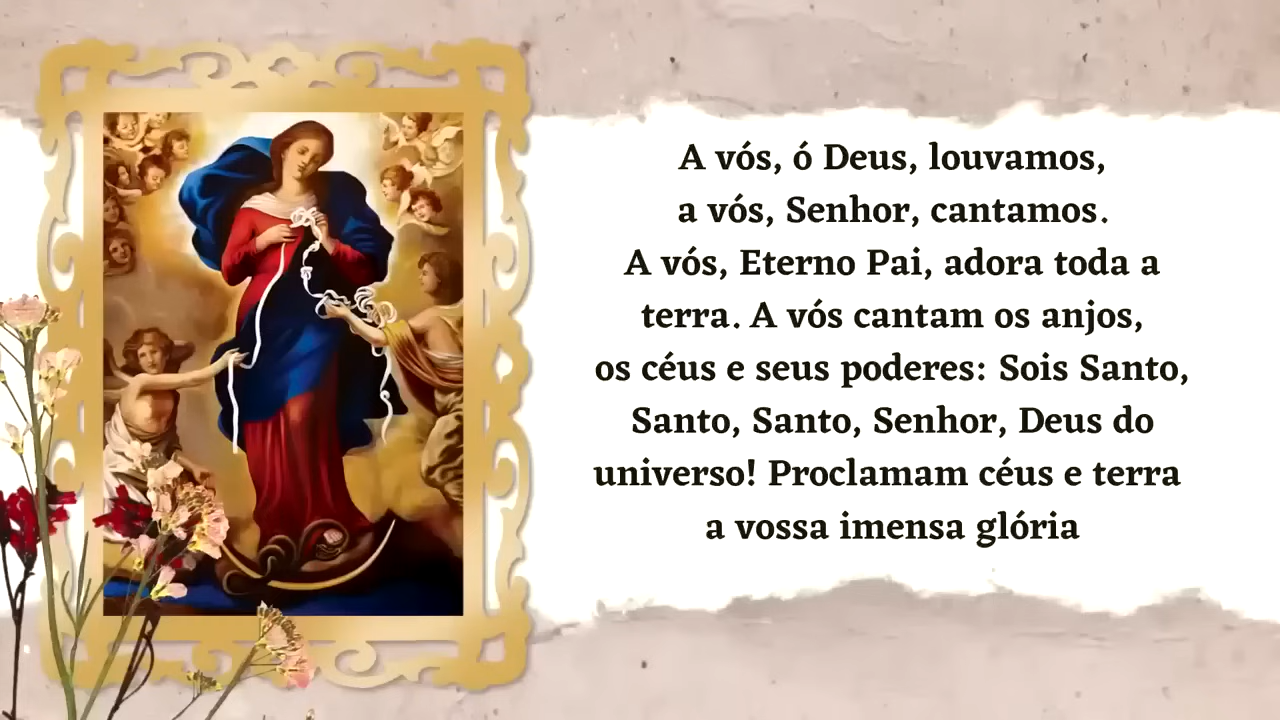 A vós, ó Deus, louvamos,
a vós, Senhor, cantamos.
A vós, Eterno Pai, adora toda a
terra. A vós cantam os anjos,
os céus e seus poderes: Sois Santo,
Santo, Santo, Senhor, Deus do
universo! Proclamam céus e terra
a vossa imensa glória